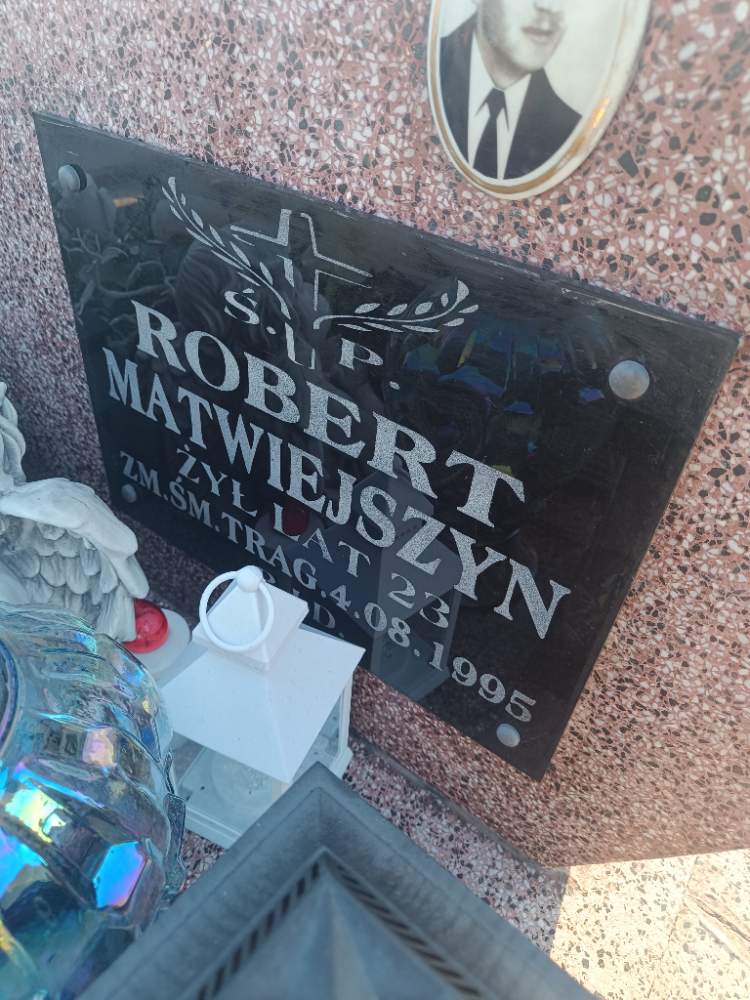 Ś. P.
ROBERT
MATWIEJSZYN
ŻYŁ LAT 23
ZM.ŚM.TRAG.4.08.1995